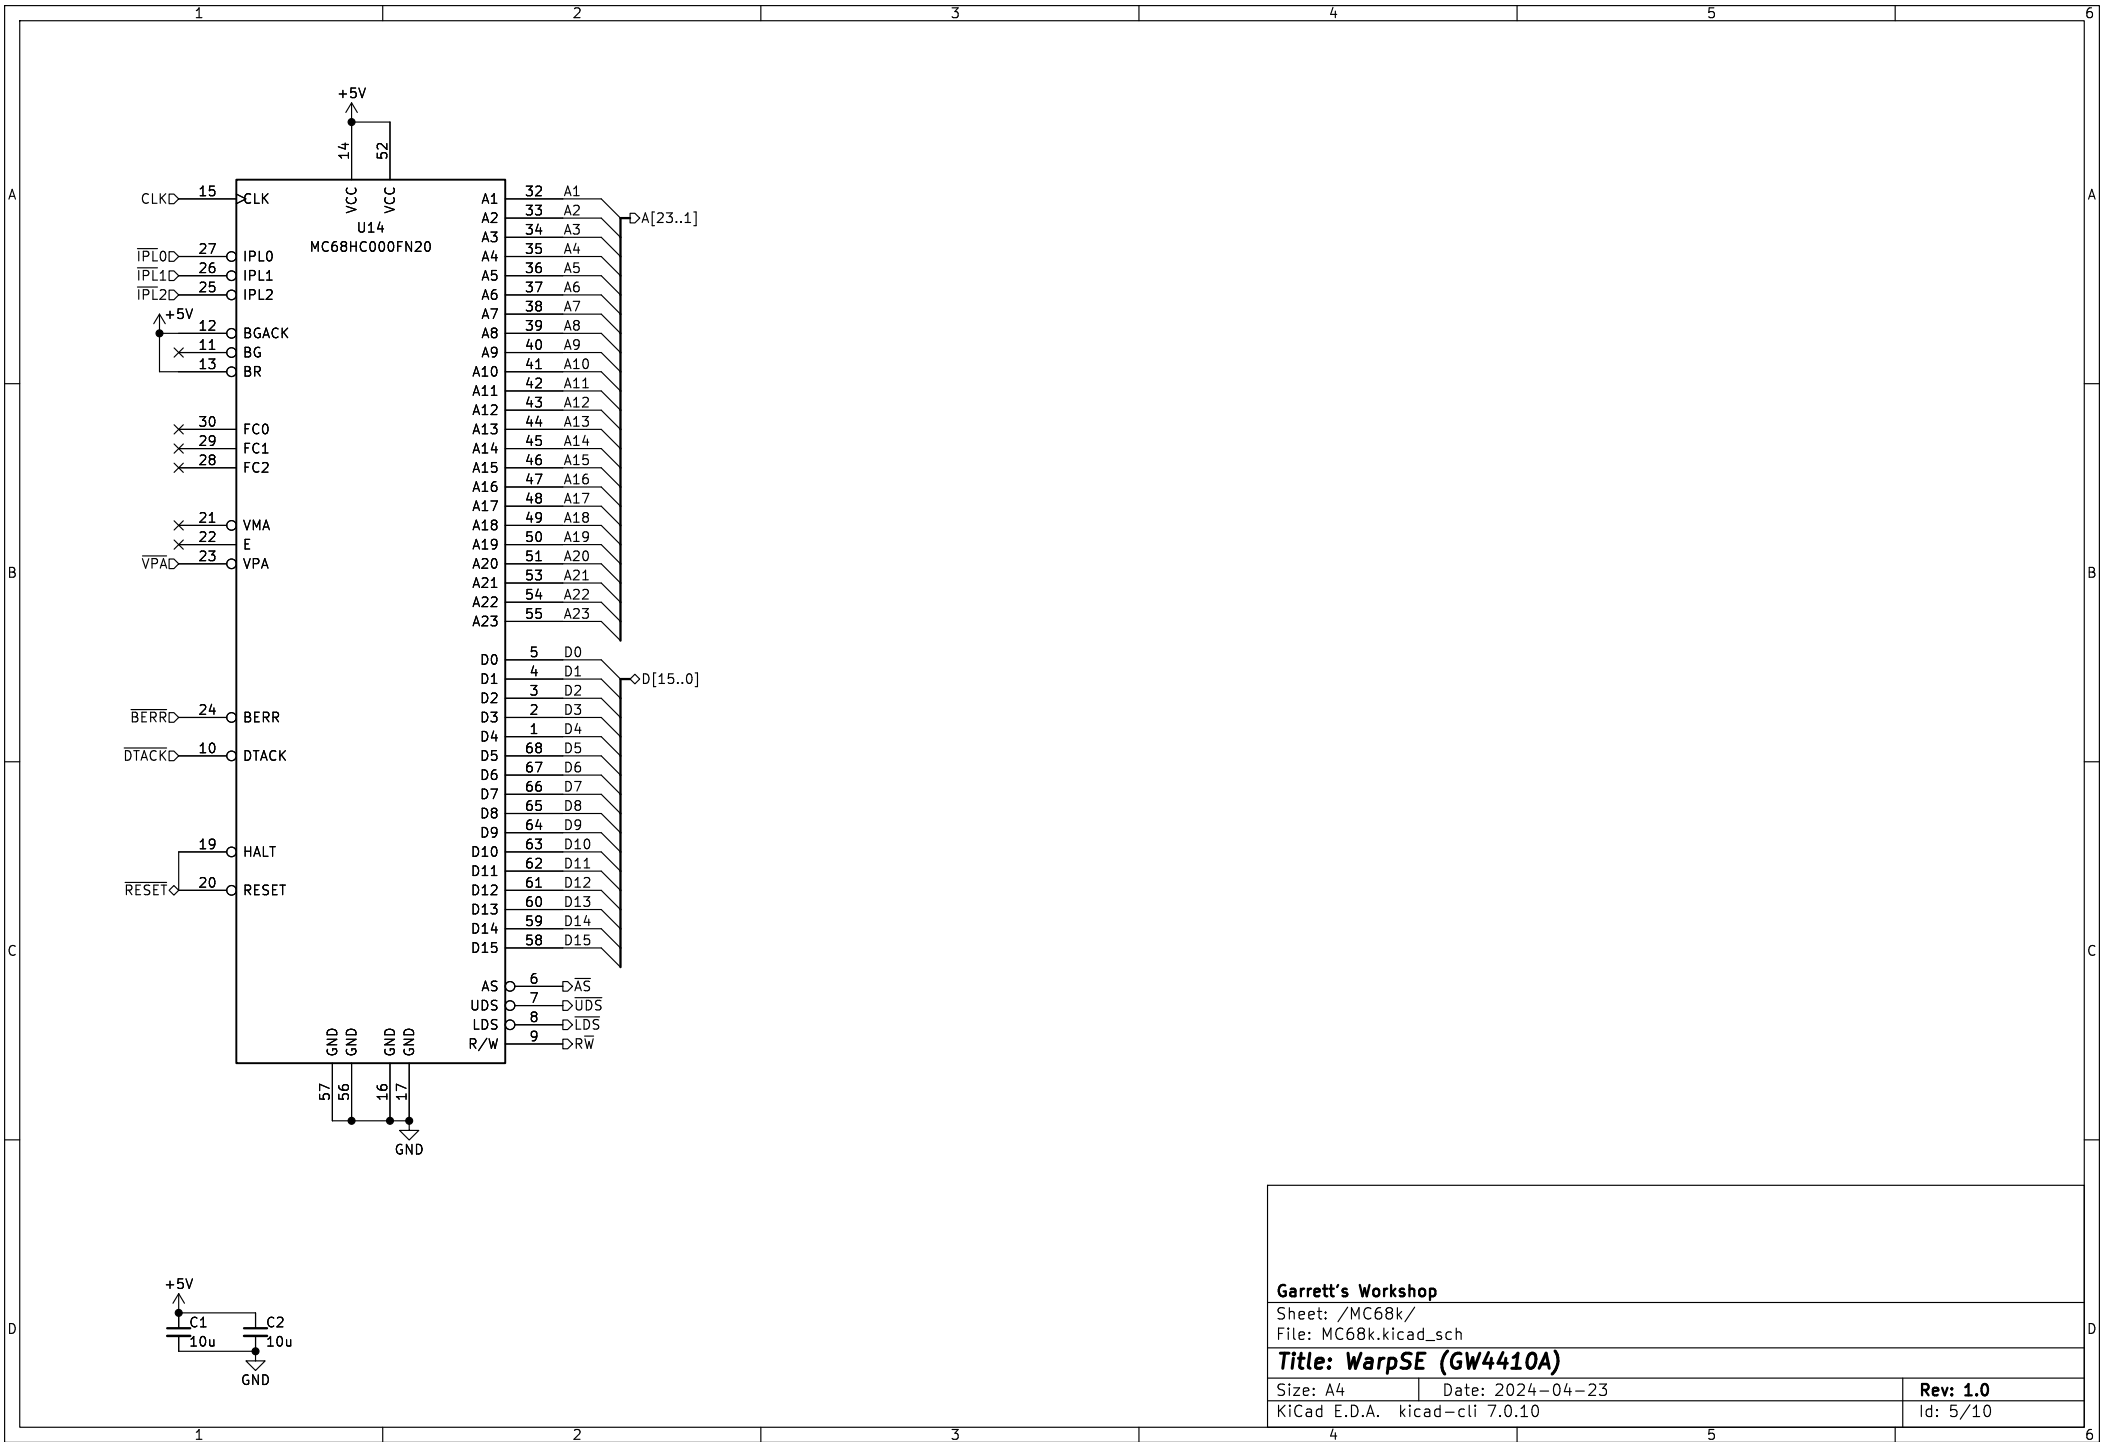 1 2 3 4 5 6
+5V
14 52
VCC VCC
U14
MC68HC000FN20
A A
CLK 15 CLK
IPL0 27 IPL0
IPL1 26 IPL1
IPL2 25 IPL2
+5V
12 BGACK
11 BG
13 BR
30 FC0
29 FC1
28 FC2
21 VMA
22 E
VPA 23 VPA
BERR 24 BERR
DTACK 10 DTACK
19 HALT
RESET 20 RESET
A1 32 A1
A[23..1]
A2 33 A2
A3 34 A3
A4 35 A4
A5 36 A5
A6 37 A6
A7 38 A7
A8 39 A8
A9 40 A9
A10 41 A10
A11 42 A11
A12 43 A12
A13 44 A13
A14 45 A14
A15 46 A15
A16 47 A16
A17 48 A17
A18 49 A18
A19 50 A19
A20 51 A20
A21 53 A21
A22 54 A22
A23 55 A23
B B
D0 5 D0
D[15..0]
D1 4 D1
D2 3 D2
D3 2 D3
D4 1 D4
D5 68 D5
D6 67 D6
D7 66 D7
D8 65 D8
D9 64 D9
D10 63 D10
D11 62 D11
D12 61 D12
D13 60 D13
D14 59 D14
D15 58 D15
C C
AS 6 AS
UDS 7 UDS
LDS 8 LDS
R/W 9 RW
GND GND GND GND
57 56 16 17
GND
+5V
C1 C2
10u 10u
GND
D D
Garrett's Workshop
Sheet: /MC68k/
File: MC68k.kicad_sch
Title: WarpSE (GW4410A)
Size: A4 Date: 2024-04-23 Rev: 1.0
KiCad E.D.A. kicad-cli 7.0.10 Id: 5/10
1 2 3 4 5 6